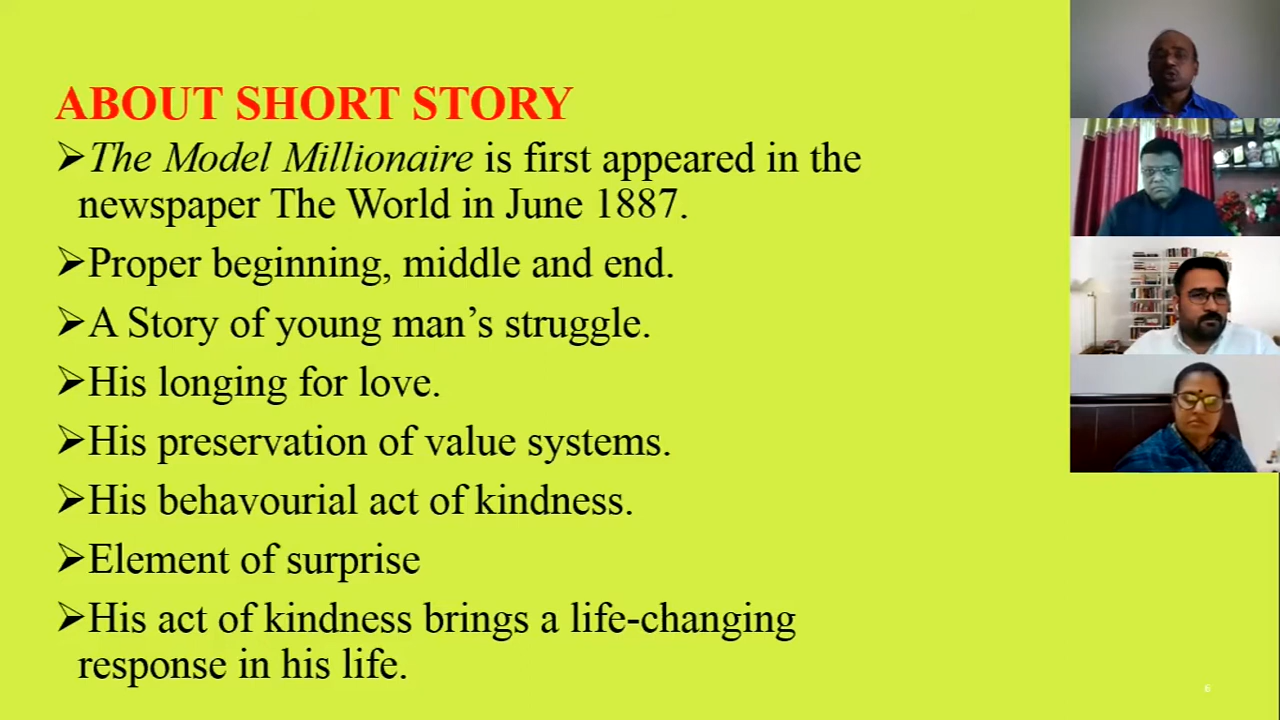 ABOUT SHORT STORY
➢The Model Millionaire is first appeared in the
newspaper The World in June 1887.
➢Proper beginning, middle and end.
➢A Story of young man’s struggle.
➢His longing for love.
➢His preservation of value systems.
➢His behavourial act of kindness.
➢Element of surprise
➢His act of kindness brings a life-changing
response in his life.
6